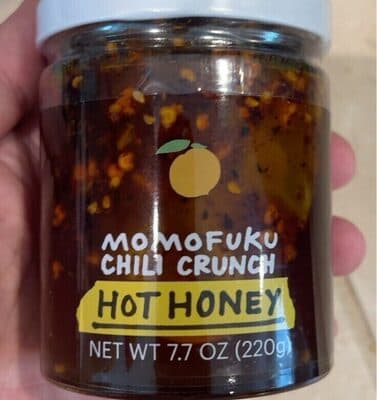 momofuku
CHILI CRUNCH
HOT HONEY
NET WT 7.7 OZ (220g)